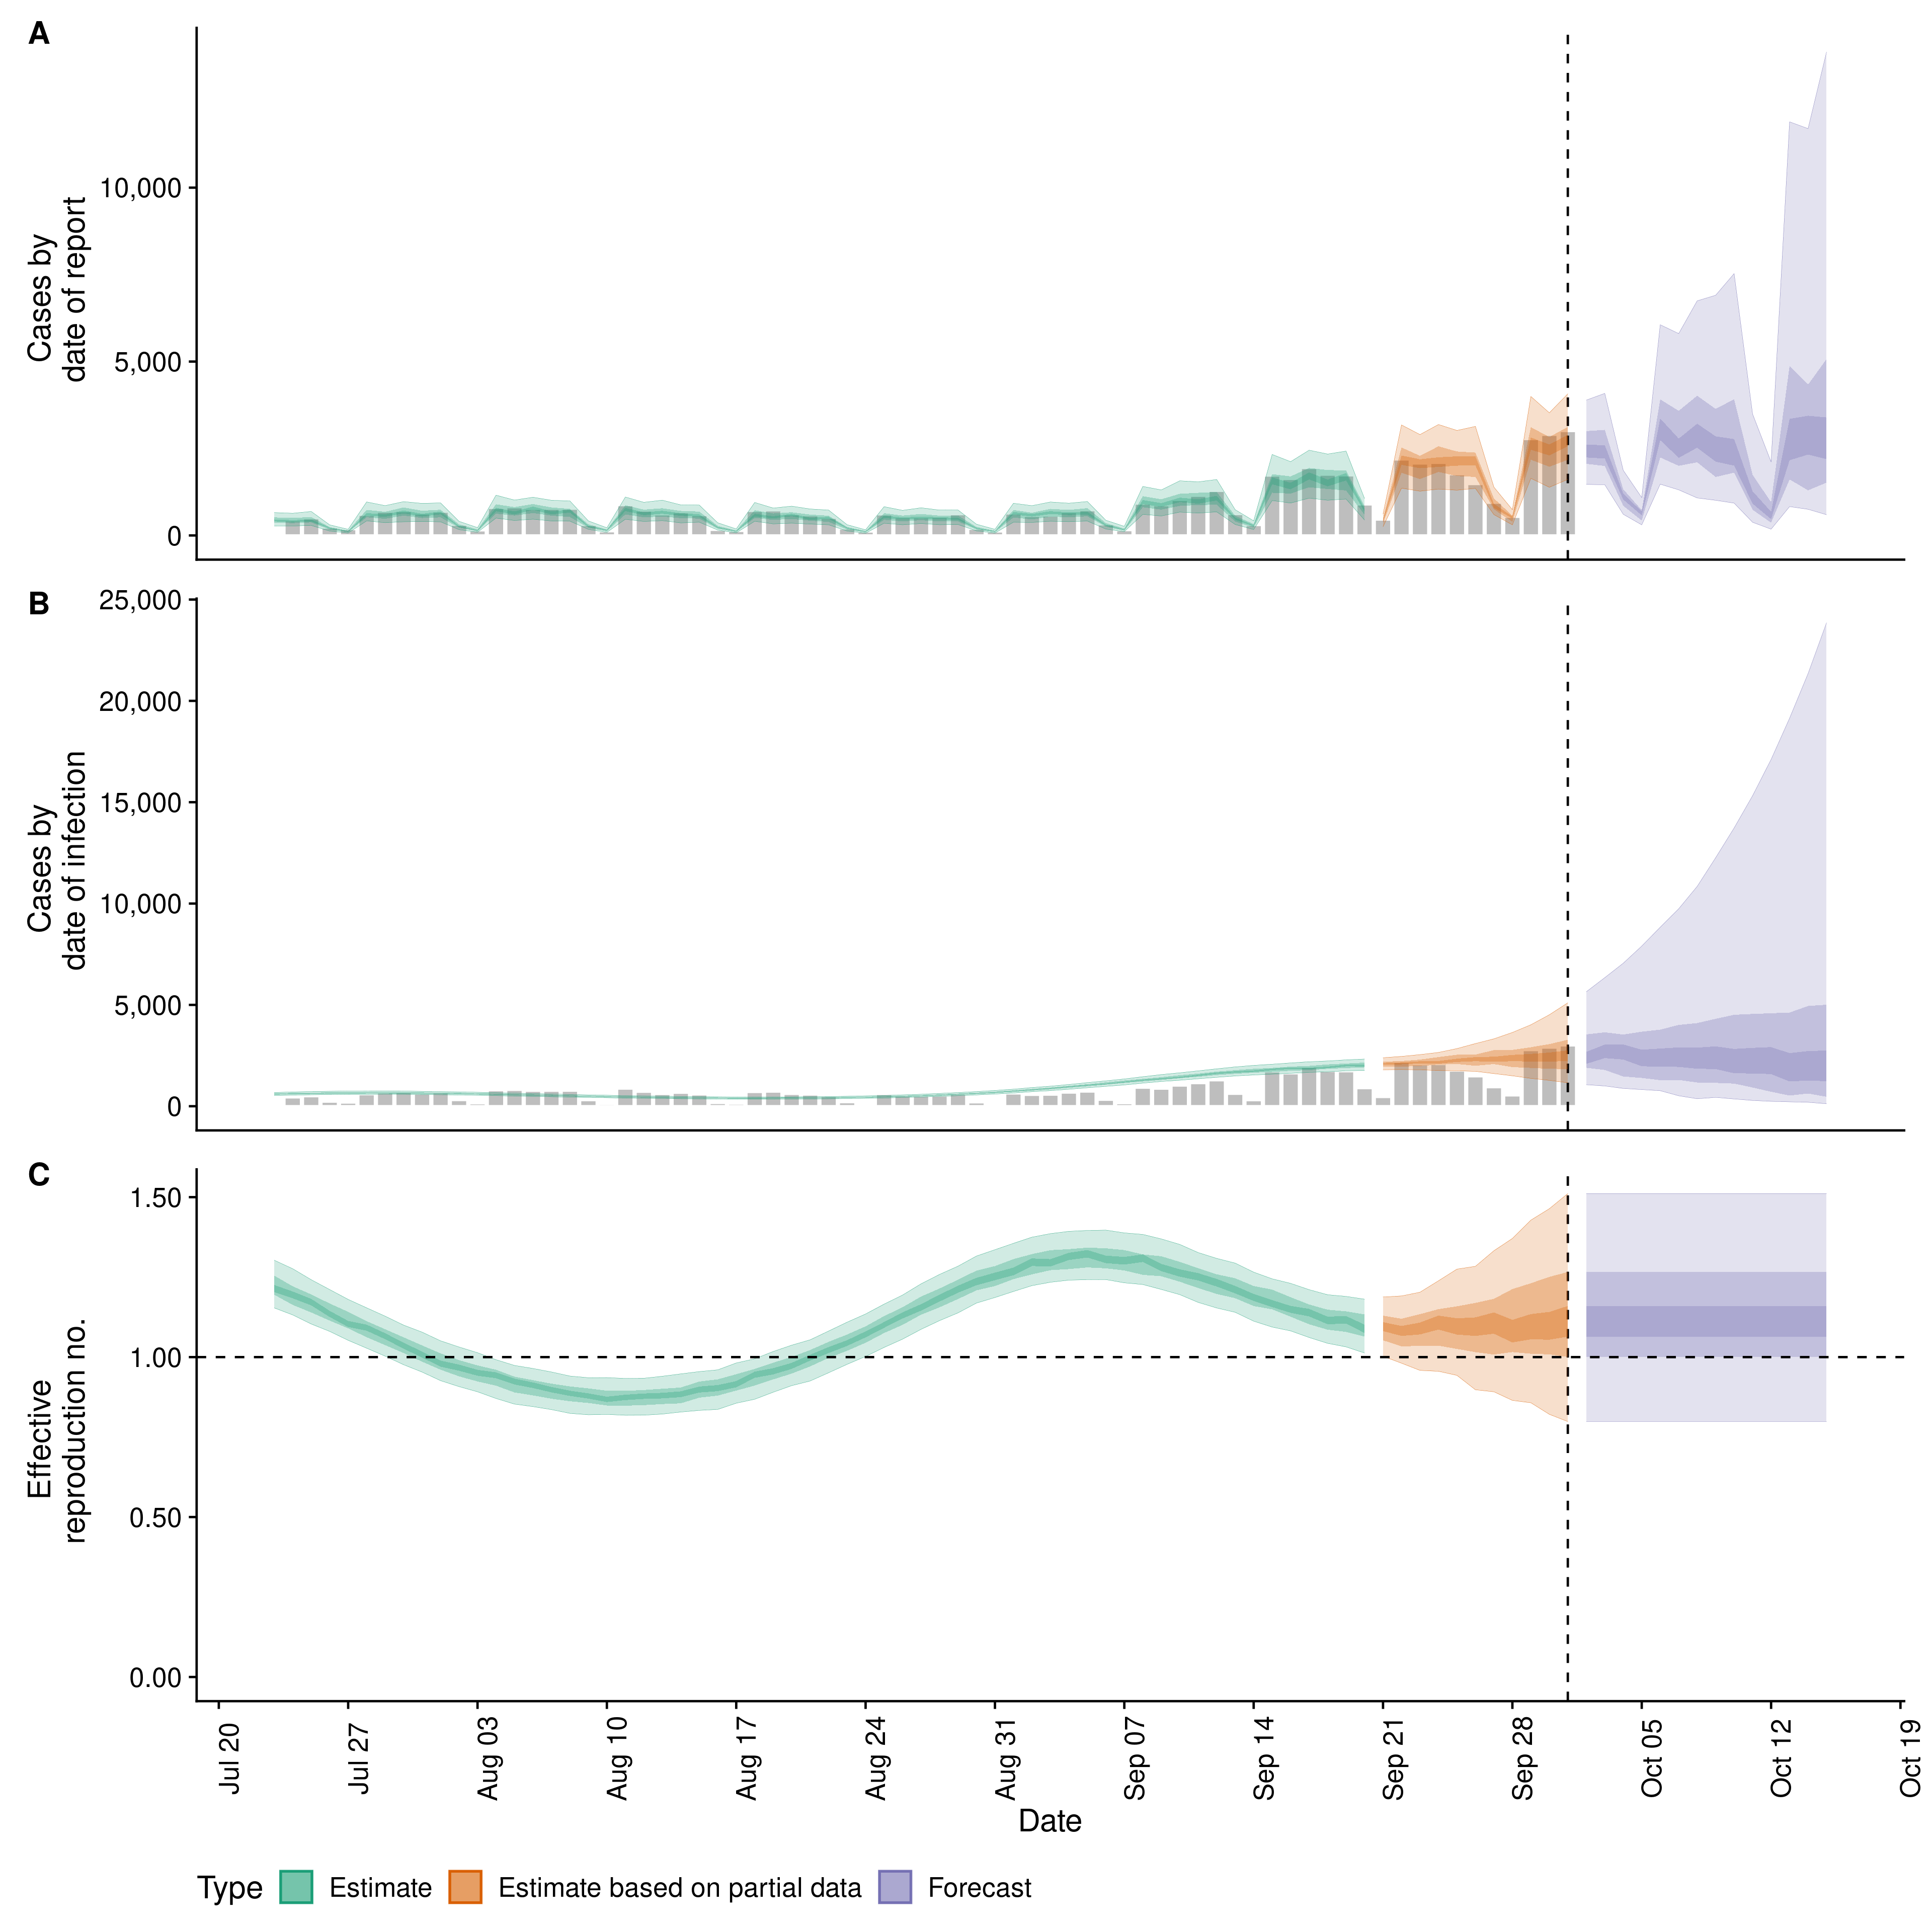 A
Cases by
date of report
10,000
5,000
0
B
Cases by
date of infection
25,000
20,000
15,000
10,000
5,000
0
C
Effective
reproduction no.
1.50
1.00
0.50
0.00
Jul 20
Jul 27
Aug 03
Aug 10
Aug 17
Aug 24
Aug 31
Sep 07
Sep 14
Sep 21
Sep 28
Oct 05
Oct 12
Oct 19
Date
Type Estimate Estimate based on partial data Forecast